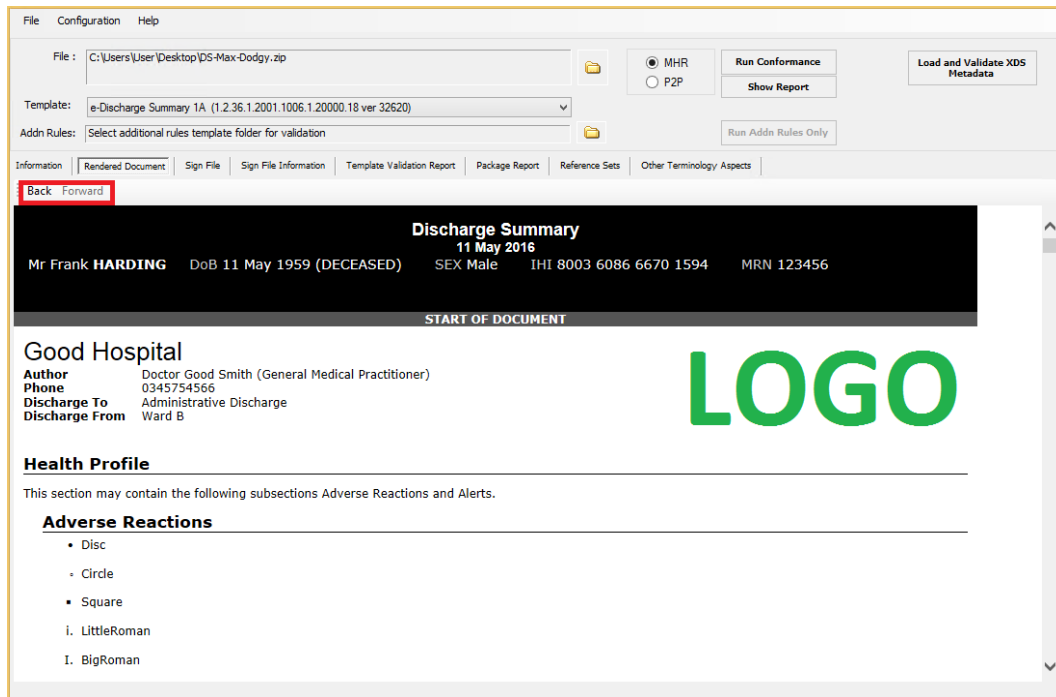 File Configuration Help
File : C:\Users\User\Desktop\DS-Max-Dodgy.zip MHR Run Conformance Load and Validate XDS Metadata
P2P Show Report
Template: e-Discharge Summary 1A (1.2.36.1.2001.1006.1.20000.18 ver 32620)
Addn Rules: Select additional rules template folder for validation Run Addn Rules Only
Information Rendered Document Sign File Sign File Information Template Validation Report Package Report Reference Sets Other Terminology Aspects
Back Forward
Discharge Summary
11 May 2016
Mr Frank HARDING DoB 11 May 1959 (DECEASED) SEX Male IHI 8003 6086 6670 1594 MRN 123456
START OF DOCUMENT
Good Hospital
LOGO
Author Doctor Good Smith (General Medical Practitioner)
Phone 0345754566
Discharge To Administrative Discharge
Discharge From Ward B
Health Profile
This section may contain the following subsections Adverse Reactions and Alerts.
Adverse Reactions
• Disc
◦ Circle
▪ Square
i. LittleRoman
I. BigRoman